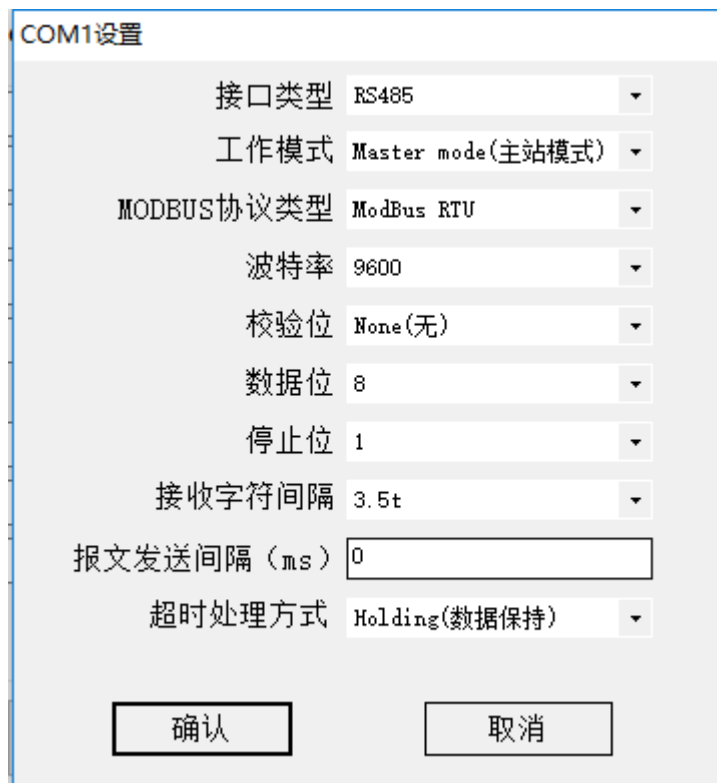 COM1设置
接口类型 RS485
工作模式 Master mode(主站模式)
MODBUS协议类型 ModBus RTU
波特率 9600
校验位 None(无)
数据位 8
停止位 1
接收字符间隔 3.5t
报文发送间隔（ms） 0
超时处理方式 Holding(数据保持)
确认 取消